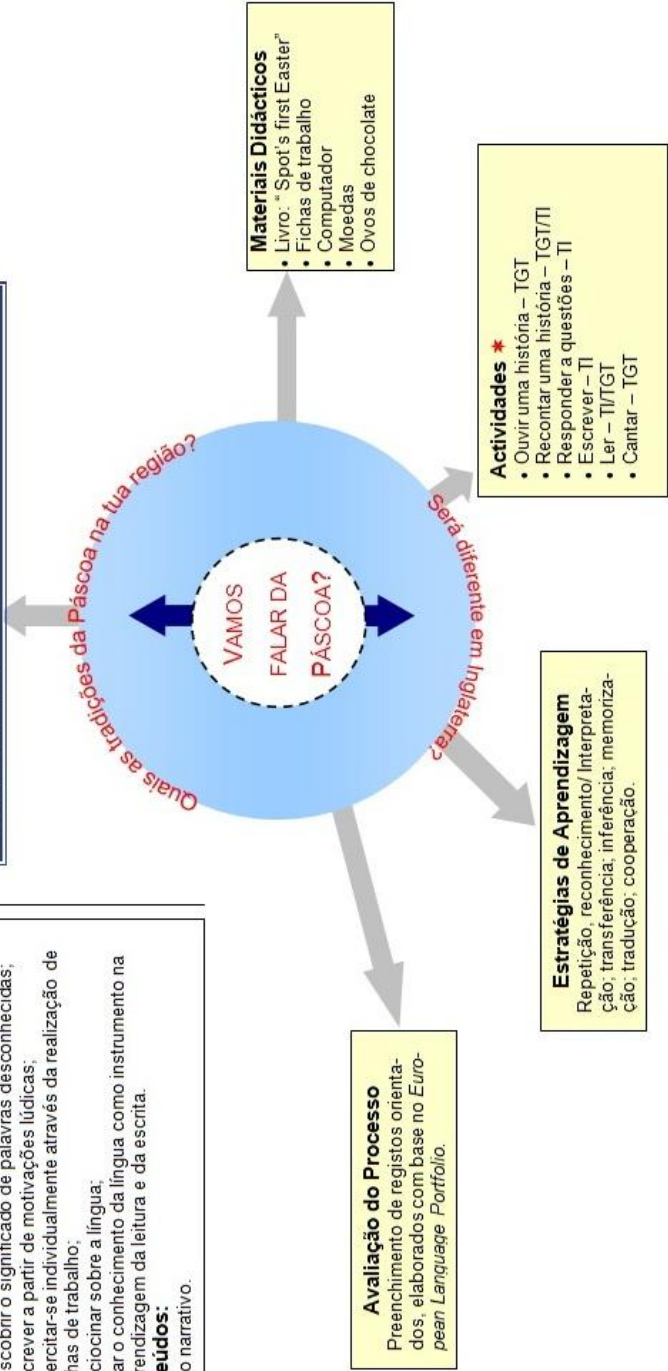 scobrir o significado de palavras desconhecidas;
crever a partir de motivações lúdicas;
ercitar-se individualmente através da realização de
has de trabalho;
ciocinar sobre a língua;
ar o conhecimento da língua como instrumento na
rendizagem da leitura e da escrita.
eúdos:
o narrativo.
Quais as tradições da Páscoa na tua região?
VAMOS
FALAR DA
PÁSCOA?
Será diferente em Inglaterra?
Materiais Didácticos
• Livro: “ Spot’s first Easter”
• Fichas de trabalho
• Computador
• Moedas
• Ovos de chocolate
Avaliação do Processo
Preenchimento de registos orienta-
dos, elaborados com base no Euro-
pean Language Portfolio.
Estratégias de Aprendizagem
Repetição, reconhecimento/ Interpreta-
ção; transferência; inferência; memoriza-
ção; tradução; cooperação.
Actividades *
• Ouvir uma história – TGT
• Recontar uma história – TGT/TI
• Responder a questões – TI
• Escrever – TI
• Ler – TI/TGT
• Cantar – TGT